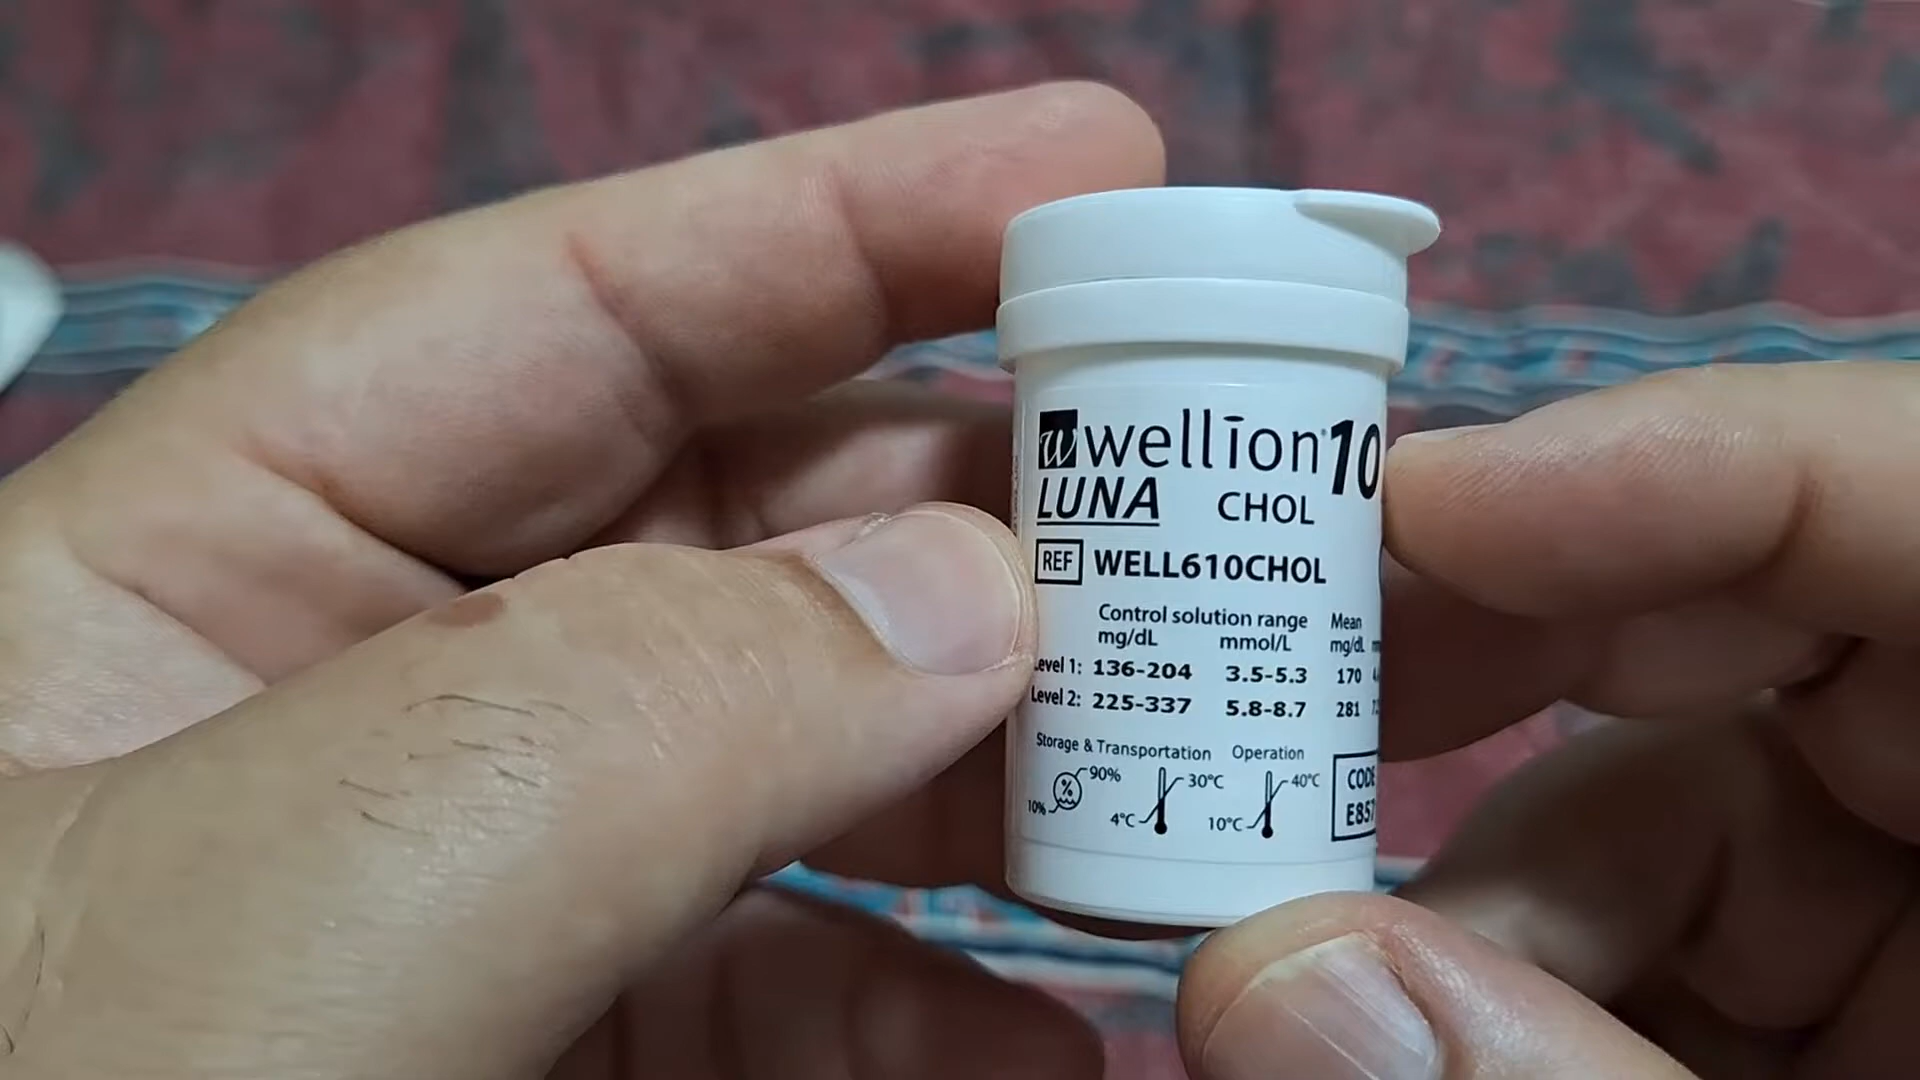 wellion® 10
LUNA CHOL
REF WELL610CHOL
Control solution range Mean
mg/dL mmol/L mg/dL
Level 1: 136-204 3.5-5.3 170
Level 2: 225-337 5.8-8.7 281
Storage & Transportation Operation
10% 90% 4°C 30°C 10°C 40°C
CODE
E857